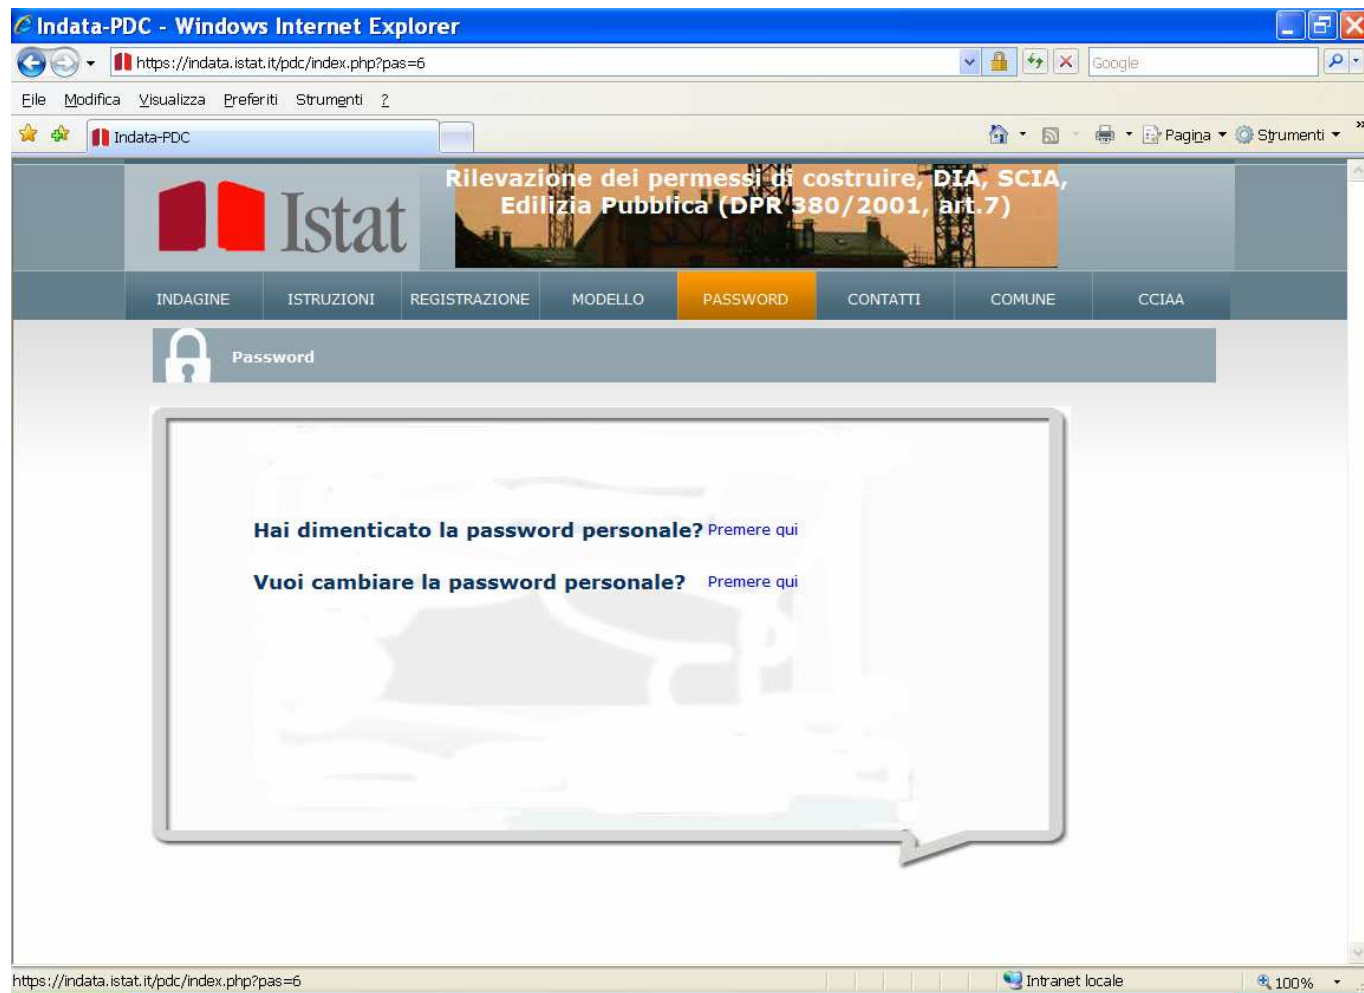 Indata-PDC - Windows Internet Explorer
https://indata.istat.it/pdc/index.php?pas=6
Google
File Modifica Visualizza Preferiti Strumenti ?
Indata-PDC
Pagina
Strumenti
»
Istat
Rilevazione dei permessi di costruire, DIA, SCIA,
Edilizia Pubblica (DPR 380/2001, art.7)
INDAGINE ISTRUZIONI REGISTRAZIONE MODELLO PASSWORD CONTATTI COMUNE CCIAA
Password
Hai dimenticato la password personale? Premere qui
Vuoi cambiare la password personale? Premere qui
https://indata.istat.it/pdc/index.php?pas=6 Intranet locale 100%